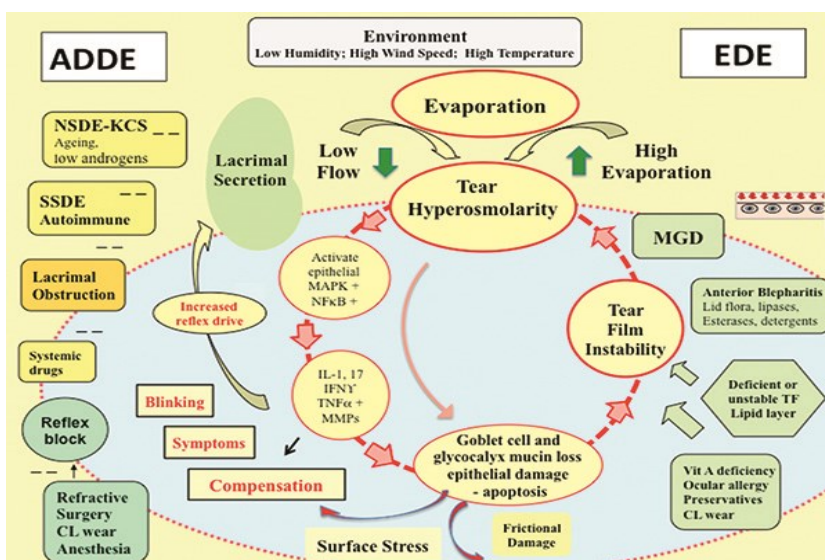 ADDE
Environment
Low Humidity; High Wind Speed; High Temperature
EDE
Evaporation
NSDE-KCS
Ageing,
low androgens
Lacrimal
Secretion
Low
Flow
High
Evaporation
Tear
Hyperosmolarity
SSDE
Autoimmune
MGD
Lacrimal
Obstruction
Activate
epithelial
MAPK +
NFκB +
Increased
reflex drive
Tear
Film
Instability
Anterior Blepharitis
Lid flora, lipases,
Esterases, detergents
Systemic
drugs
IL-1, 17
IFNϒ
TNFα +
MMPs
Blinking
Symptoms
Compensation
Deficient or
unstable TF
Lipid layer
Reflex
block
Goblet cell and
glycocalyx mucin loss
epithelial damage
- apoptosis
Vit A deficiency
Ocular allergy
Preservatives
CL wear
Refractive
Surgery
CL wear
Anesthesia
Surface Stress
Frictional
Damage